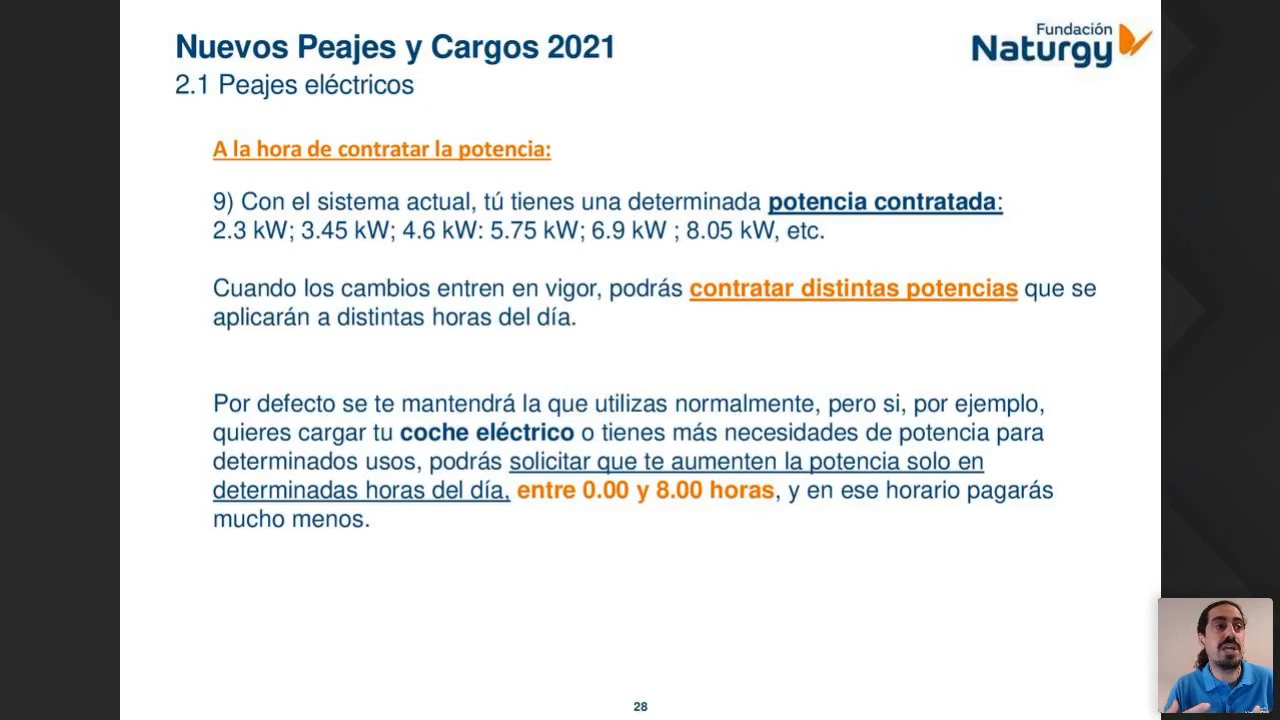 Nuevos Peajes y Cargos 2021
2.1 Peajes eléctricos
Fundación
Naturgy
A la hora de contratar la potencia:
9) Con el sistema actual, tú tienes una determinada potencia contratada:
2.3 kW; 3.45 kW; 4.6 kW: 5.75 kW; 6.9 kW ; 8.05 kW, etc.
Cuando los cambios entren en vigor, podrás contratar distintas potencias que se
aplicarán a distintas horas del día.
Por defecto se te mantendrá la que utilizas normalmente, pero si, por ejemplo,
quieres cargar tu coche eléctrico o tienes más necesidades de potencia para
determinados usos, podrás solicitar que te aumenten la potencia solo en
determinadas horas del día, entre 0.00 y 8.00 horas, y en ese horario pagarás
mucho menos.
28